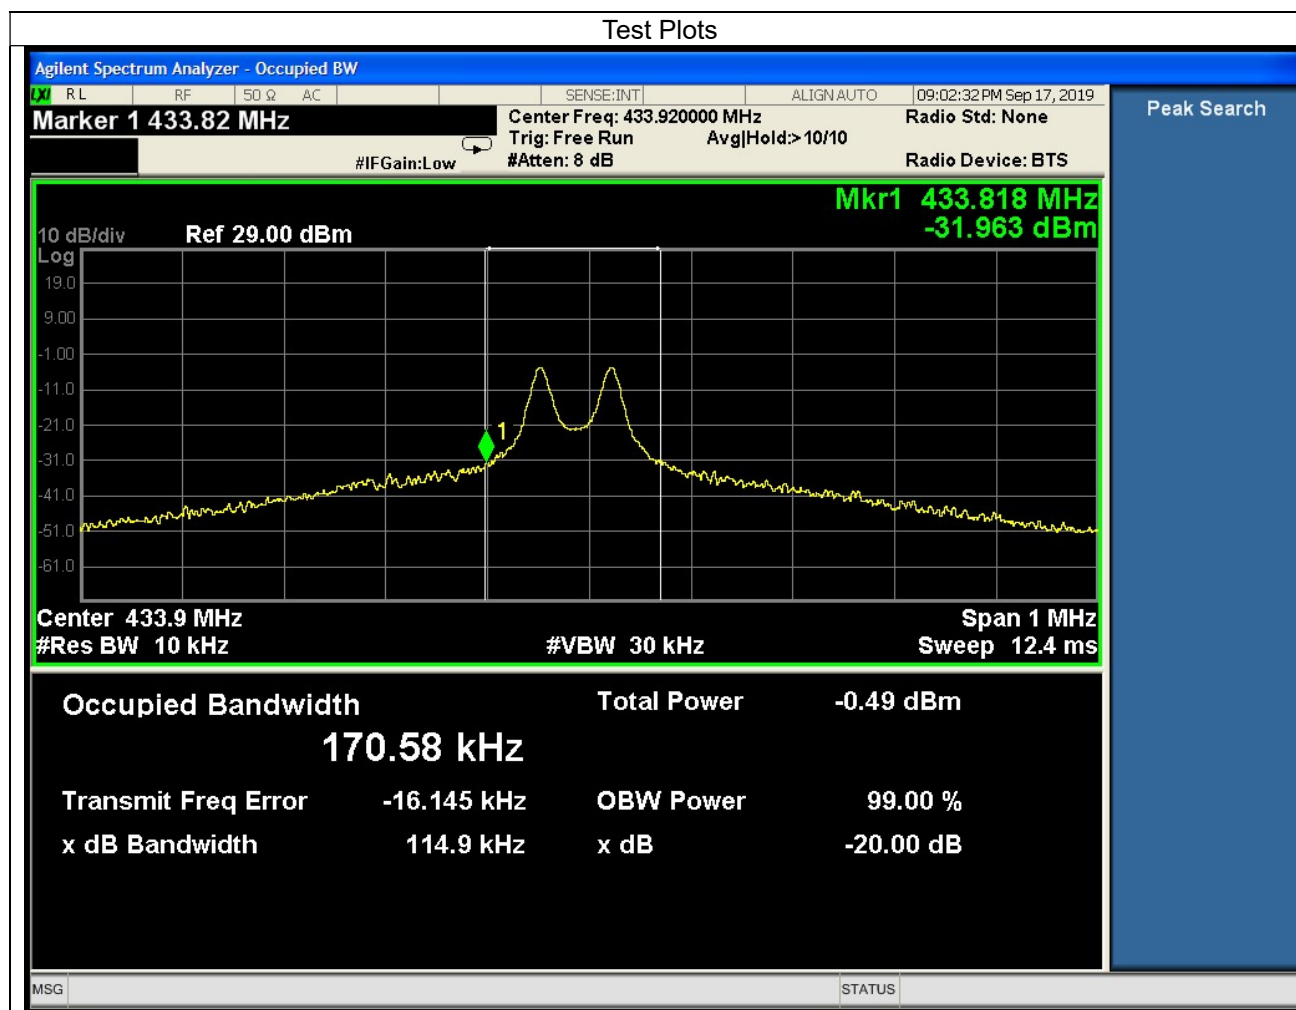 Test Plots
Agilent Spectrum Analyzer - Occupied BW
LXI RL RF 50 Ω AC SENSE:INT ALIGN AUTO 09:02:32 PM Sep 17, 2019
Marker 1 433.82 MHz
Center Freq: 433.920000 MHz Radio Std: None
Trig: Free Run Avg|Hold:>10/10
#IFGain:Low #Atten: 8 dB Radio Device: BTS
Peak Search
Mkr1 433.818 MHz
10 dB/div Ref 29.00 dBm -31.963 dBm
Log
19.0
9.00
-1.00
-11.0
-21.0
1
-31.0
-41.0
-51.0
-61.0
Center 433.9 MHz Span 1 MHz
#Res BW 10 kHz #VBW 30 kHz Sweep 12.4 ms
Occupied Bandwidth Total Power -0.49 dBm
170.58 kHz
Transmit Freq Error -16.145 kHz OBW Power 99.00 %
x dB Bandwidth 114.9 kHz x dB -20.00 dB
MSG STATUS